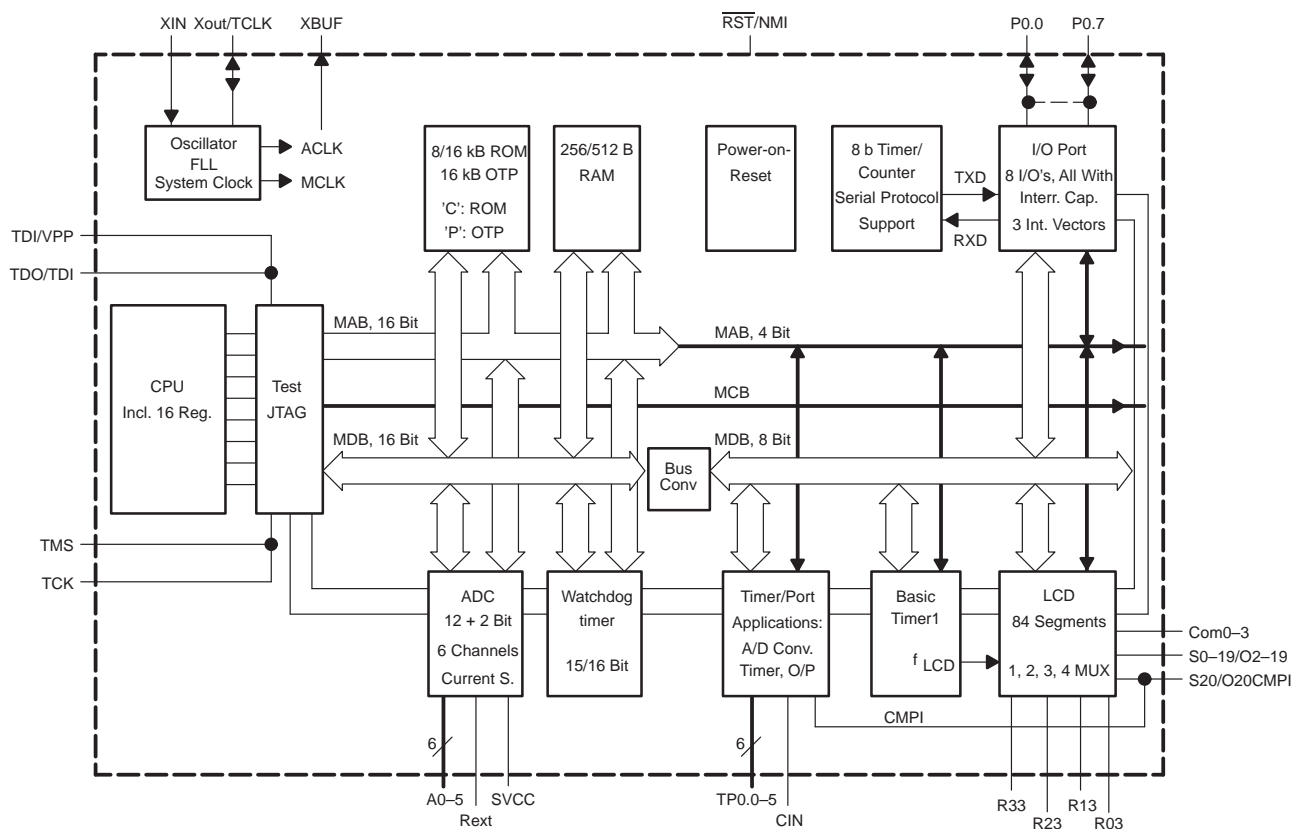 XIN
Xout/TCLK
XBUF
RST/NMI
P0.0
P0.7
Oscillator
FLL
System Clock
ACLK
MCLK
8/16 kB ROM
16 kB OTP
'C': ROM
'P': OTP
256/512 B
RAM
Power-on-
Reset
8 b Timer/
Counter
Serial Protocol
Support
TXD
RXD
I/O Port
8 I/O's, All With
Interr. Cap.
3 Int. Vectors
TDI/VPP
TDO/TDI
CPU
Incl. 16 Reg.
Test
JTAG
MAB, 16 Bit
MAB, 4 Bit
MCB
MDB, 16 Bit
Bus
Conv
MDB, 8 Bit
TMS
TCK
ADC
12 + 2 Bit
6 Channels
Current S.
Watchdog
timer
15/16 Bit
Timer/Port
Applications:
A/D Conv.
Timer, O/P
Basic
Timer1
f LCD
LCD
84 Segments
1, 2, 3, 4 MUX
Com0–3
S0–19/O2–19
S20/O20CMPI
CMPI
6
6
A0–5
Rext
SVCC
TP0.0–5
CIN
R33
R23
R13
R03